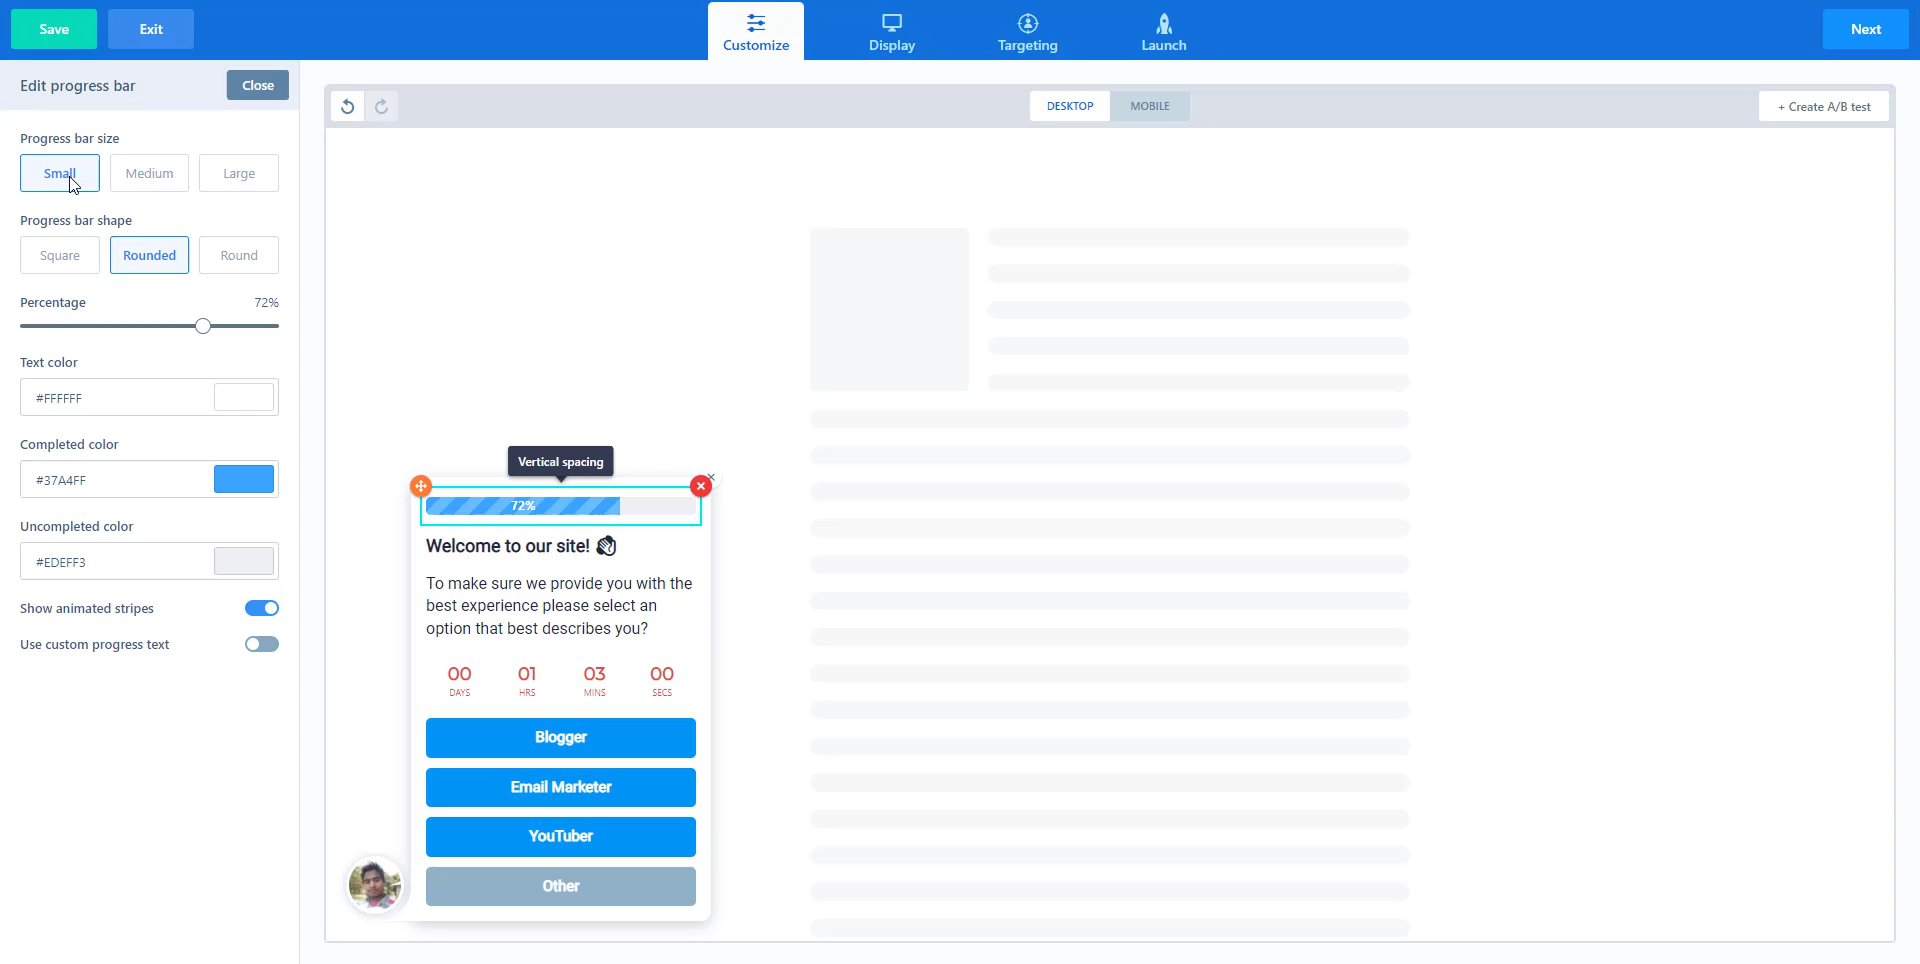 Save
Exit
Customize
Display
Targeting
Launch
Next
Edit progress bar
Close
DESKTOP
MOBILE
+ Create A/B test
Progress bar size
Small
Medium
Large
Progress bar shape
Square
Rounded
Round
Percentage
72%
Text color
#FFFFFF
Completed color
#37A4FF
Uncompleted color
#EDEFF3
Show animated stripes
Use custom progress text
Vertical spacing
72%
Welcome to our site! 👋
To make sure we provide you with the
best experience please select an
option that best describes you?
00 01 03 00
DAYS HRS MINS SECS
Blogger
Email Marketer
YouTuber
Other